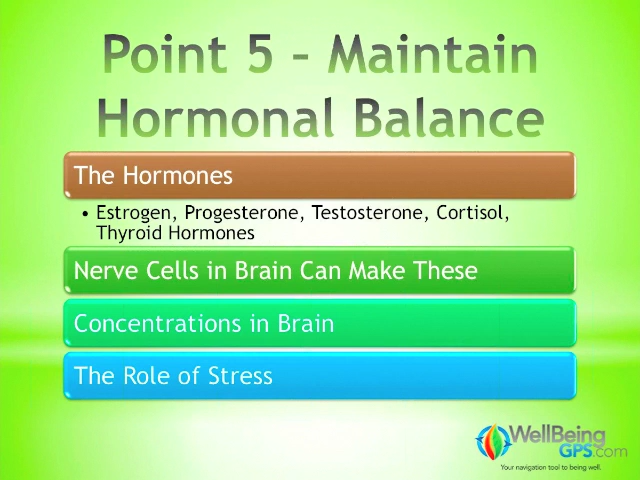 Point 5 – Maintain
Hormonal Balance
The Hormones
• Estrogen, Progesterone, Testosterone, Cortisol,
Thyroid Hormones
Nerve Cells in Brain Can Make These
Concentrations in Brain
The Role of Stress
WellBeing
GPS.com
Your navigation tool to being well.